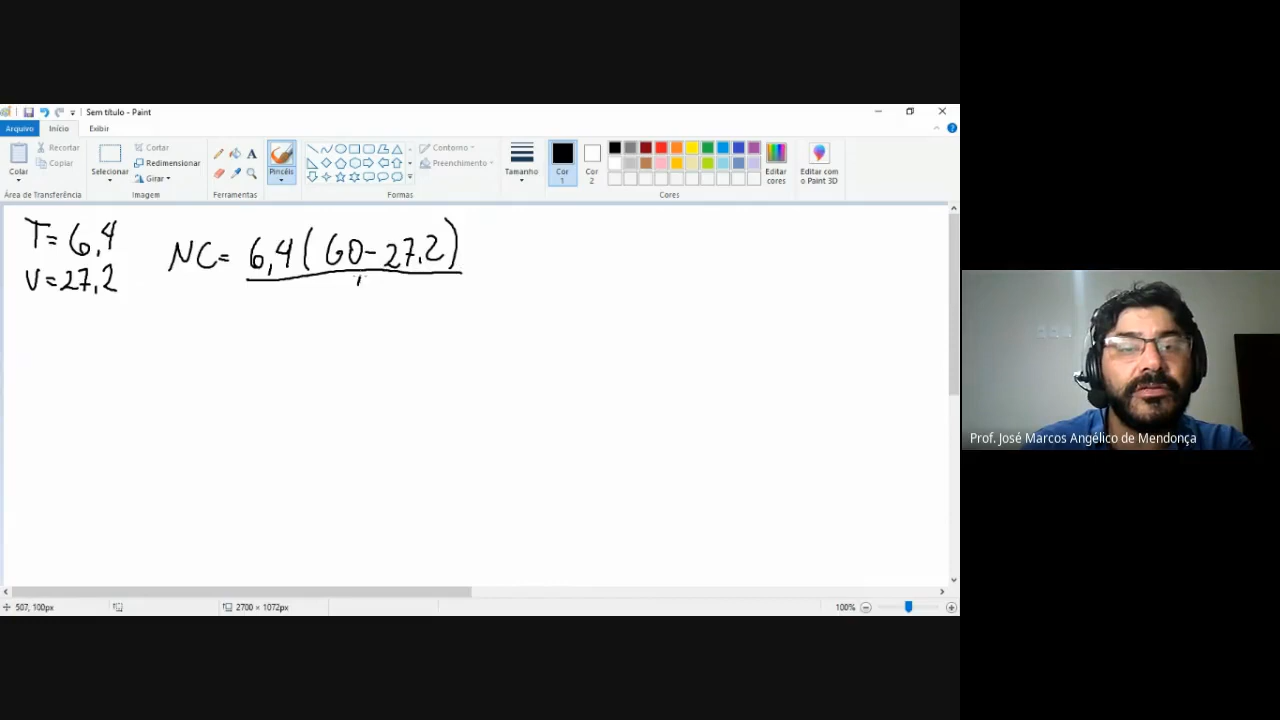 Sem título - Paint
Arquivo Início Exibir
Colar
Recortar
Copiar
Área de Transferência
Selecionar
Cortar
Redimensionar
Girar
Imagem
A
Ferramentas
Pincéis
Contorno
Preenchimento
Formas
Tamanho
Cor 1
Cor 2
Editar cores
Cores
Editar com o Paint 3D
T= 6,4
V= 27,2
NC= 6,4 ( 60 - 27,2 )
Prof. José Marcos Angélico de Mendonça
507, 100px
2700 × 1072px
100%